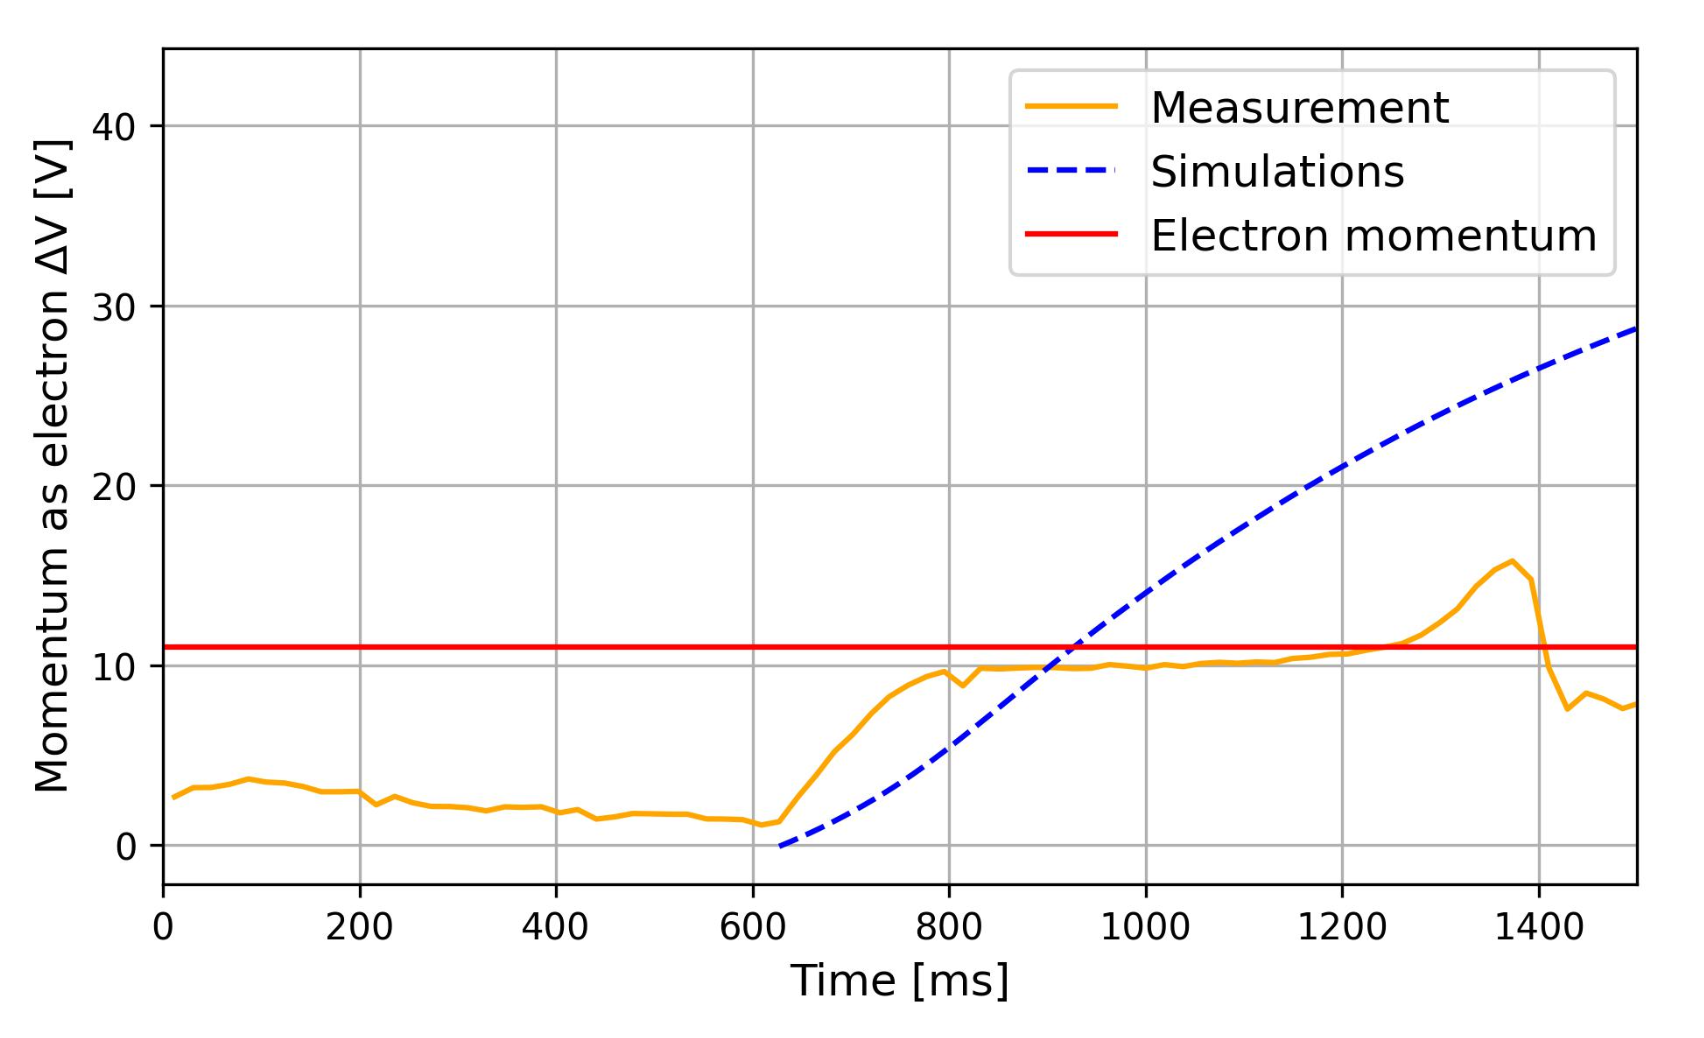 Measurement
Simulations
Electron momentum
Momentum as electron ΔV [V]
40
30
20
10
0
0 200 400 600 800 1000 1200 1400
Time [ms]